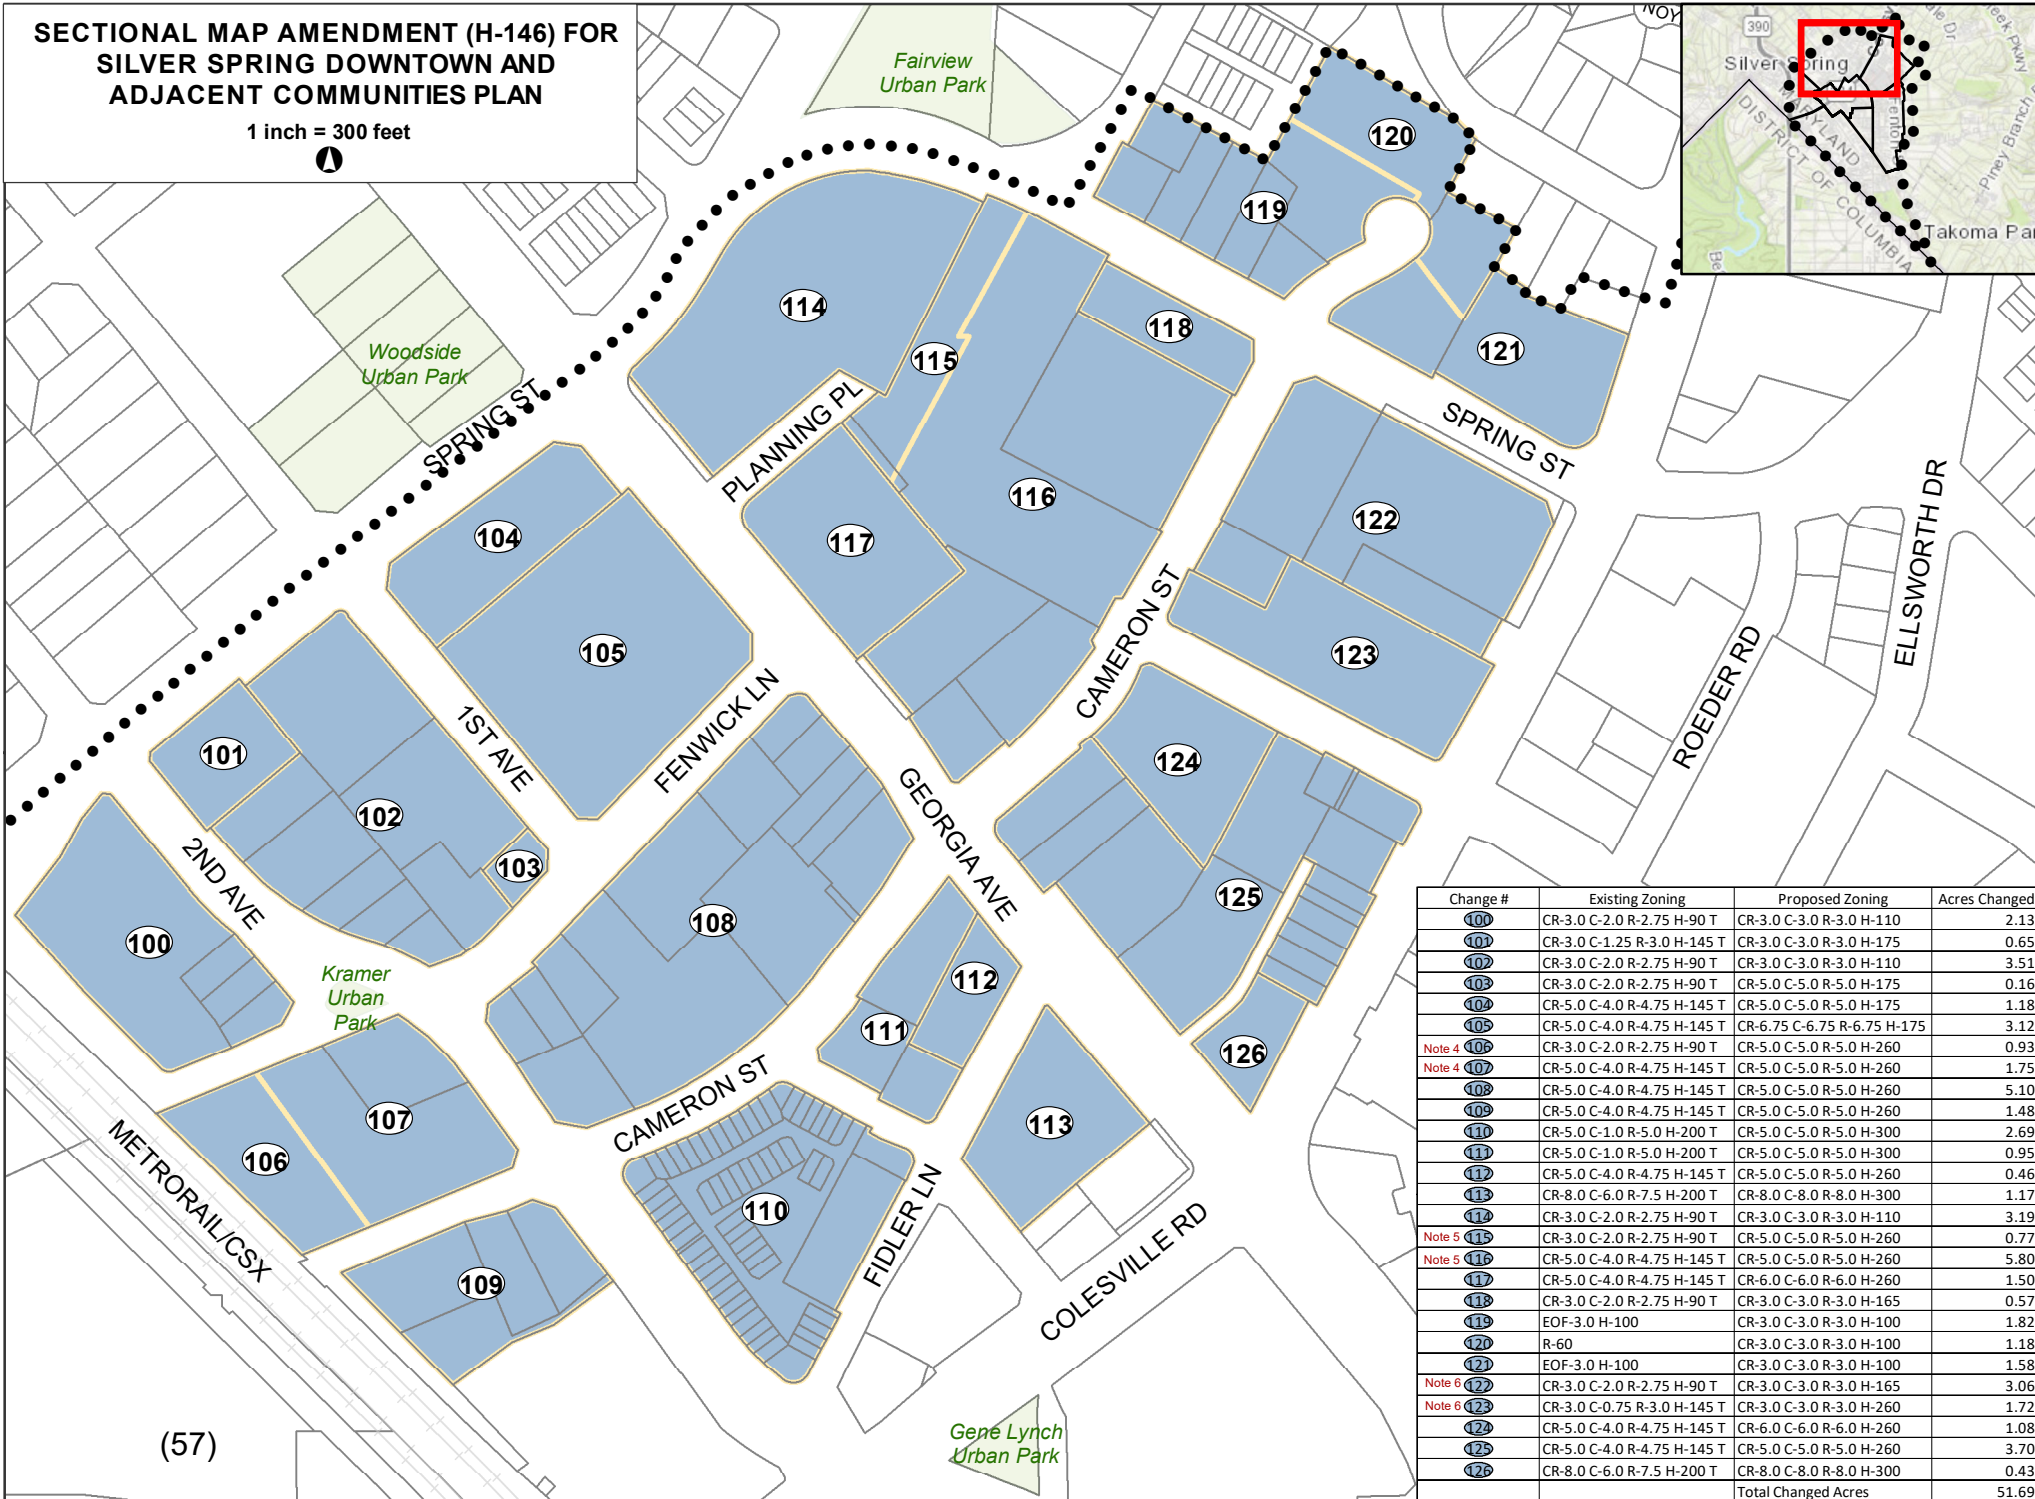 SECTIONAL MAP AMENDMENT (H-146) FOR
SILVER SPRING DOWNTOWN AND
ADJACENT COMMUNITIES PLAN
1 inch = 300 feet
Fairview
Urban Park
NOY
390
Silver Spring
MARYLAND
DISTRICT OF COLUMBIA
Fenton
Piney Branch
eek Pkwy
ale Dr
Takoma Par
Be
120
119
114
118
115
121
Woodside
Urban Park
SPRING ST
PLANNING PL
SPRING ST
104
116
122
117
ELLSWORTH DR
105
CAMERON ST
123
ROEDER RD
101
1ST AVE
FENWICK LN
124
102
GEORGIA AVE
103
2ND AVE
125
108
100
112
Kramer
Urban
Park
111
126
CAMERON ST
107
113
106
METRORAIL/CSX
110
FIDLER LN
COLESVILLE RD
109
Gene Lynch
Urban Park
(57)
Change # Existing Zoning Proposed Zoning Acres Changed
100 CR-3.0 C-2.0 R-2.75 H-90 T CR-3.0 C-3.0 R-3.0 H-110 2.13
101 CR-3.0 C-1.25 R-3.0 H-145 T CR-3.0 C-3.0 R-3.0 H-175 0.65
102 CR-3.0 C-2.0 R-2.75 H-90 T CR-3.0 C-3.0 R-3.0 H-110 3.51
103 CR-3.0 C-2.0 R-2.75 H-90 T CR-5.0 C-5.0 R-5.0 H-175 0.16
104 CR-5.0 C-4.0 R-4.75 H-145 T CR-5.0 C-5.0 R-5.0 H-175 1.18
105 CR-5.0 C-4.0 R-4.75 H-145 T CR-6.75 C-6.75 R-6.75 H-175 3.12
Note 4 106 CR-3.0 C-2.0 R-2.75 H-90 T CR-5.0 C-5.0 R-5.0 H-260 0.93
Note 4 107 CR-5.0 C-4.0 R-4.75 H-145 T CR-5.0 C-5.0 R-5.0 H-260 1.75
108 CR-5.0 C-4.0 R-4.75 H-145 T CR-5.0 C-5.0 R-5.0 H-260 5.10
109 CR-5.0 C-4.0 R-4.75 H-145 T CR-5.0 C-5.0 R-5.0 H-260 1.48
110 CR-5.0 C-1.0 R-5.0 H-200 T CR-5.0 C-5.0 R-5.0 H-300 2.69
111 CR-5.0 C-1.0 R-5.0 H-200 T CR-5.0 C-5.0 R-5.0 H-300 0.95
112 CR-5.0 C-4.0 R-4.75 H-145 T CR-5.0 C-5.0 R-5.0 H-260 0.46
113 CR-8.0 C-6.0 R-7.5 H-200 T CR-8.0 C-8.0 R-8.0 H-300 1.17
114 CR-3.0 C-2.0 R-2.75 H-90 T CR-3.0 C-3.0 R-3.0 H-110 3.19
Note 5 115 CR-3.0 C-2.0 R-2.75 H-90 T CR-5.0 C-5.0 R-5.0 H-260 0.77
Note 5 116 CR-5.0 C-4.0 R-4.75 H-145 T CR-5.0 C-5.0 R-5.0 H-260 5.80
117 CR-5.0 C-4.0 R-4.75 H-145 T CR-6.0 C-6.0 R-6.0 H-260 1.50
118 CR-3.0 C-2.0 R-2.75 H-90 T CR-3.0 C-3.0 R-3.0 H-165 0.57
119 EOF-3.0 H-100 CR-3.0 C-3.0 R-3.0 H-100 1.82
120 R-60 CR-3.0 C-3.0 R-3.0 H-100 1.18
121 EOF-3.0 H-100 CR-3.0 C-3.0 R-3.0 H-100 1.58
Note 6 122 CR-3.0 C-2.0 R-2.75 H-90 T CR-3.0 C-3.0 R-3.0 H-165 3.06
Note 6 123 CR-3.0 C-0.75 R-3.0 H-145 T CR-3.0 C-3.0 R-3.0 H-260 1.72
124 CR-5.0 C-4.0 R-4.75 H-145 T CR-6.0 C-6.0 R-6.0 H-260 1.08
125 CR-5.0 C-4.0 R-4.75 H-145 T CR-5.0 C-5.0 R-5.0 H-260 3.70
126 CR-8.0 C-6.0 R-7.5 H-200 T CR-8.0 C-8.0 R-8.0 H-300 0.43
Total Changed Acres 51.69